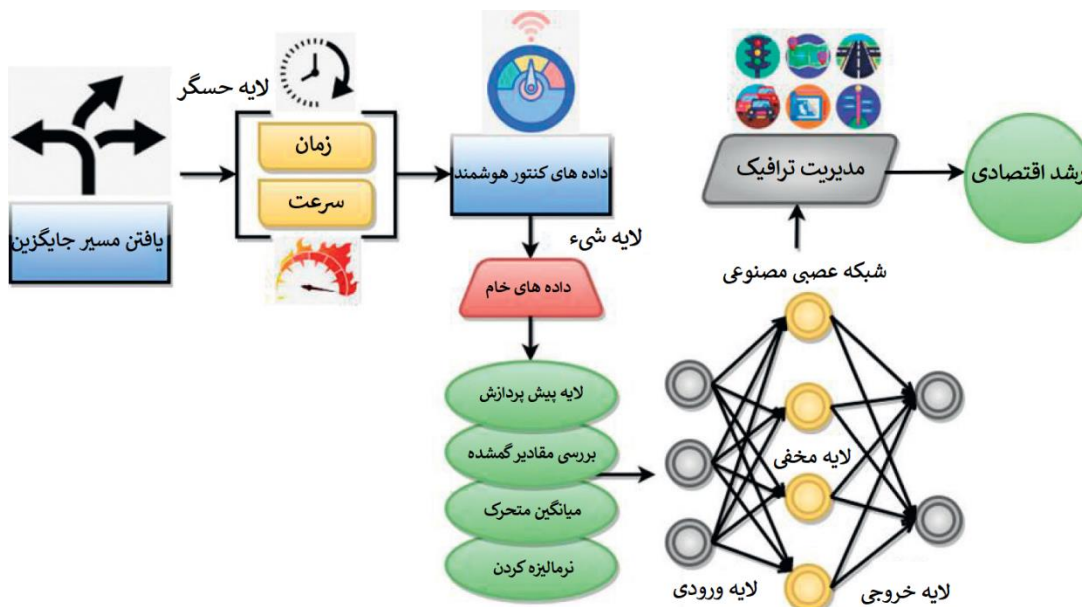 لایه حسگر
زمان
سرعت
یافتن مسیر جایگزین
داده های کنتور هوشمند
لایه شیء
داده های خام
لایه پیش پردازش
بررسی مقادیر گمشده
میانگین متحرک
نرمالیزه کردن
شبکه عصبی مصنوعی
لایه مخفی
لایه ورودی
لایه خروجی
مدیریت ترافیک
رشد اقتصادی